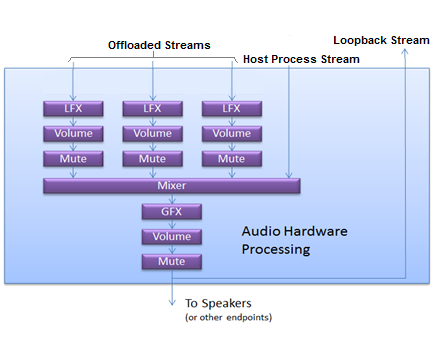 Loopback Stream
Offloaded Streams
Host Process Stream
LFX LFX LFX
Volume Volume Volume
Mute Mute Mute
Mixer
GFX
Volume
Mute
Audio Hardware
Processing
To Speakers
(or other endpoints)